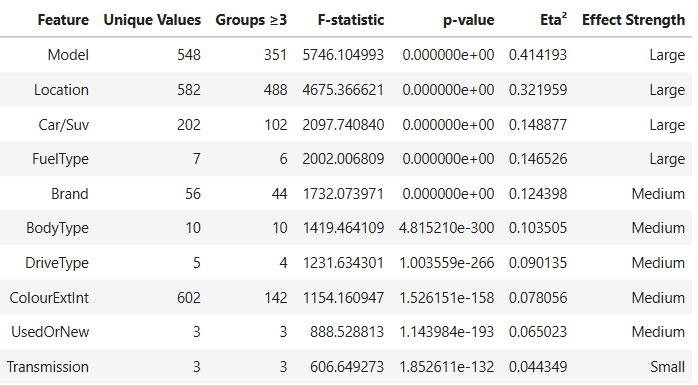 Feature Unique Values Groups ≥3 F-statistic p-value Eta² Effect Strength
Model 548 351 5746.104993 0.000000e+00 0.414193 Large
Location 582 488 4675.366621 0.000000e+00 0.321959 Large
Car/Suv 202 102 2097.740840 0.000000e+00 0.148877 Large
FuelType 7 6 2002.006809 0.000000e+00 0.146526 Large
Brand 56 44 1732.073971 0.000000e+00 0.124398 Medium
BodyType 10 10 1419.464109 4.815210e-300 0.103505 Medium
DriveType 5 4 1231.634301 1.003559e-266 0.090135 Medium
ColourExtInt 602 142 1154.160947 1.526151e-158 0.078056 Medium
UsedOrNew 3 3 888.528813 1.143984e-193 0.065023 Medium
Transmission 3 3 606.649273 1.852611e-132 0.044349 Small